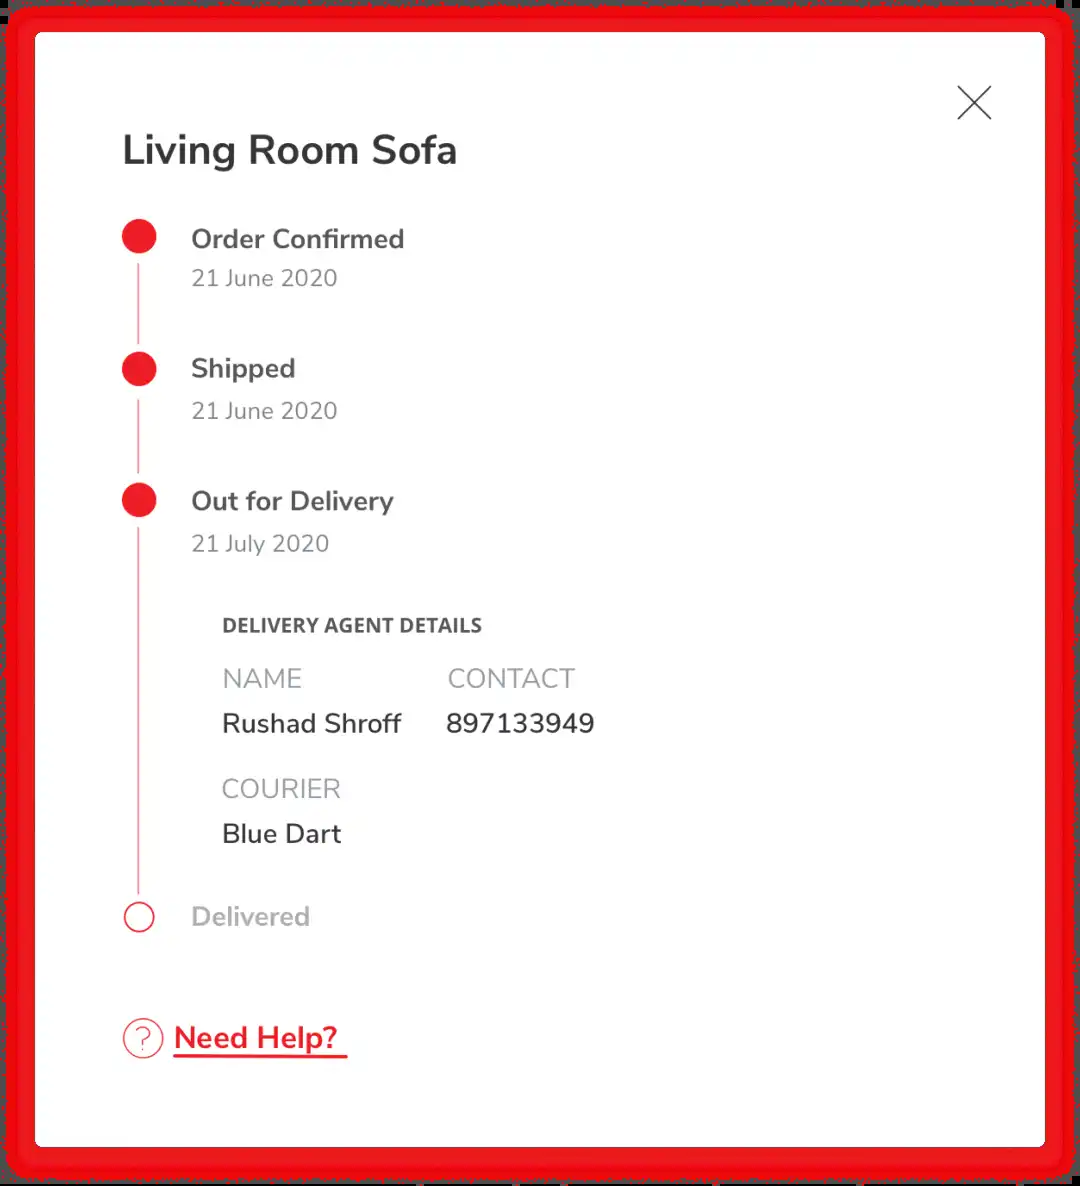 Living Room Sofa
Order Confirmed
21 June 2020
Shipped
21 June 2020
Out for Delivery
21 July 2020
DELIVERY AGENT DETAILS
NAME CONTACT
Rushad Shroff 897133949
COURIER
Blue Dart
Delivered
? Need Help?